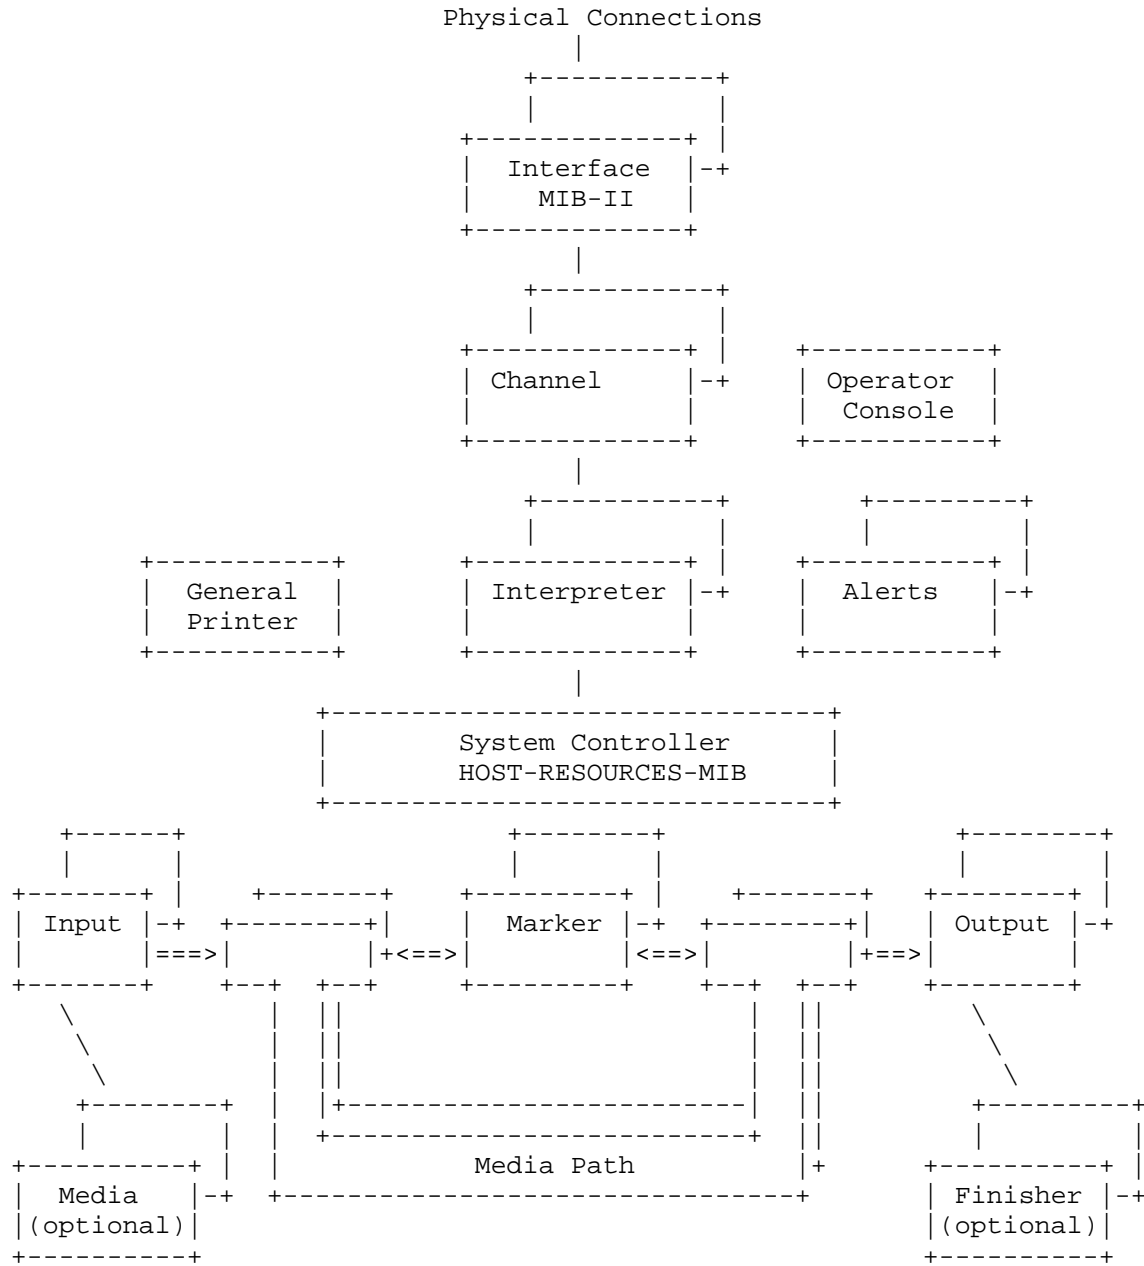 Physical Connections
Interface
MIB-II
Channel
Operator
Console
General
Printer
Interpreter
Alerts
System Controller
HOST-RESOURCES-MIB
Input
Marker
Output
Media Path
Media
(optional)
Finisher
(optional)